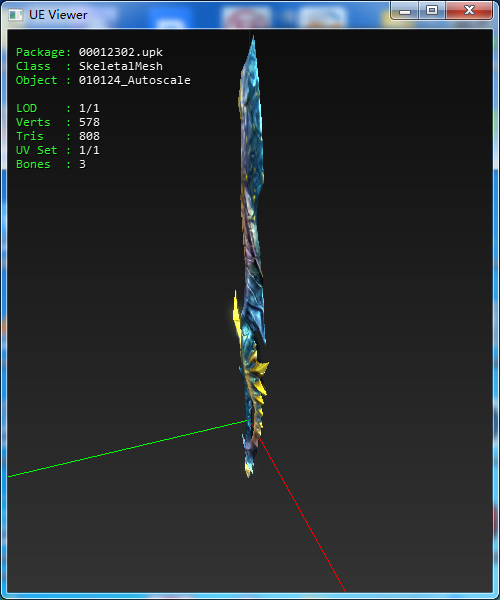 UE Viewer
Package: 00012302.upk
Class : SkeletalMesh
Object : 010124_Autoscale
LOD : 1/1
Verts : 578
Tris : 808
UV Set : 1/1
Bones : 3